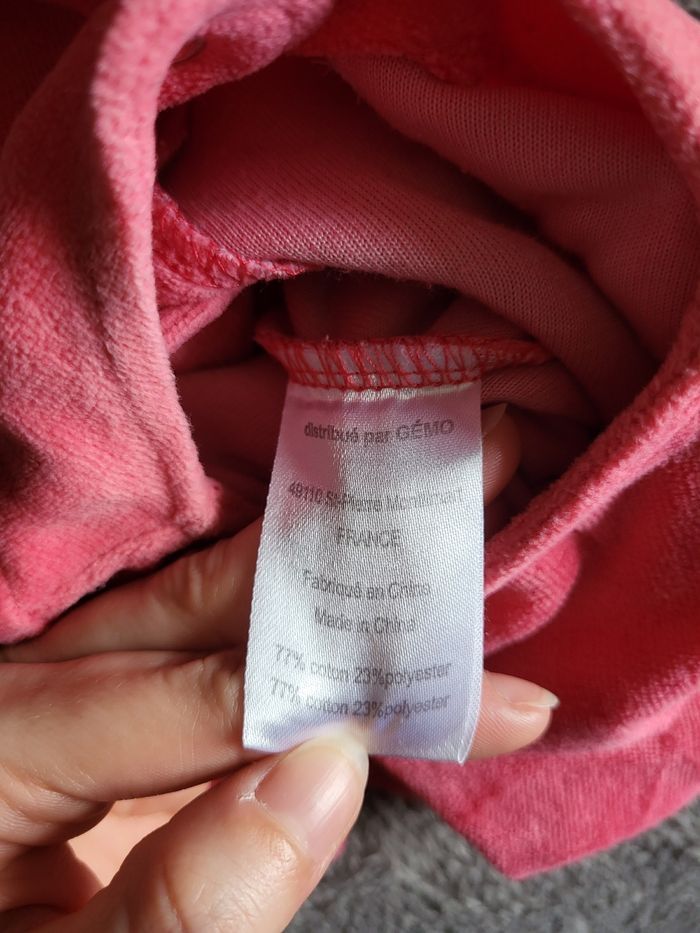 distribué par GÉMO
49110 St-Pierre Montlimart
FRANCE
Fabriqué en China
Made in China
77% coton 23%polyester
77% cotton 23%polyester